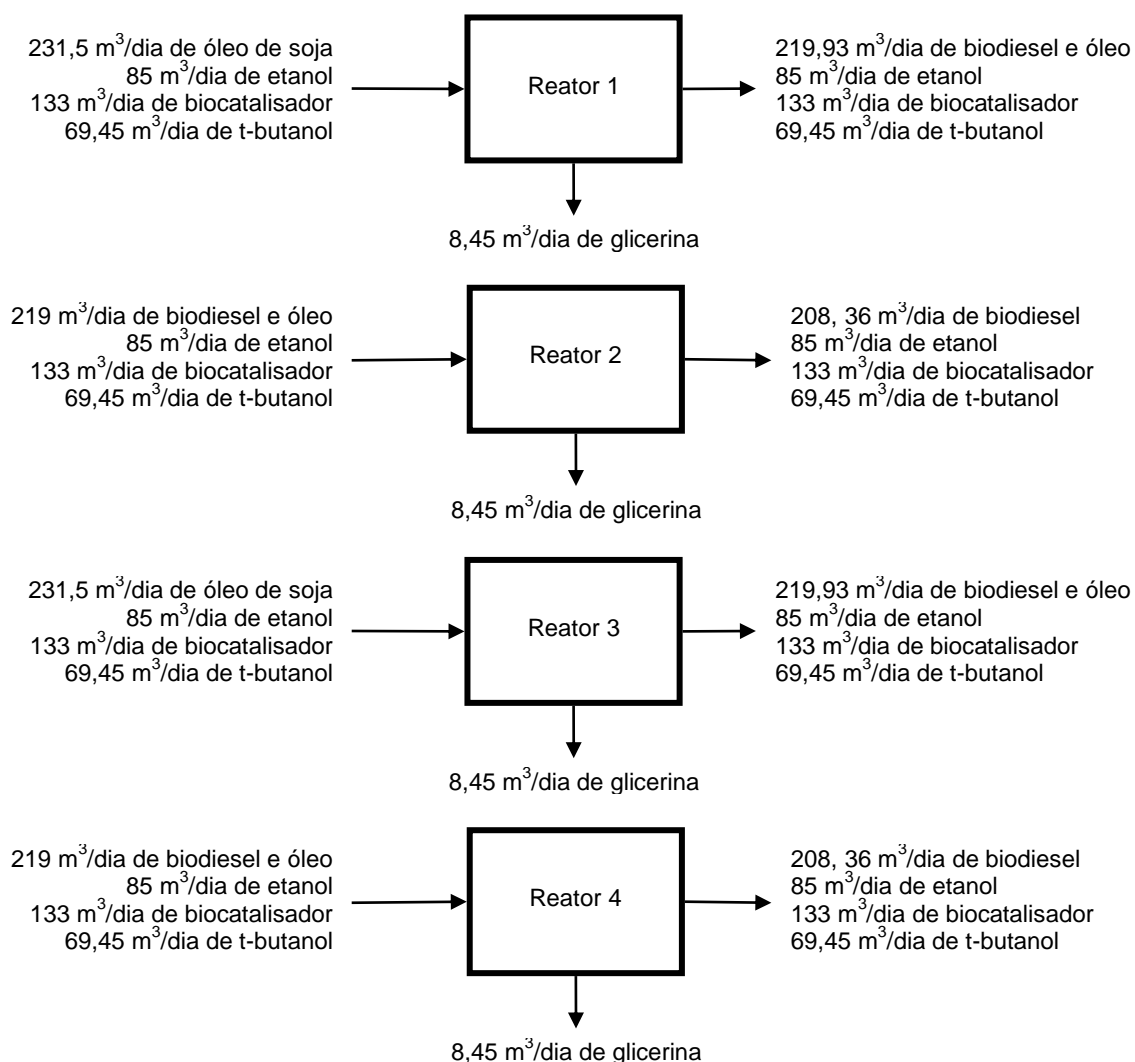 231,5 m³/dia de óleo de soja
85 m³/dia de etanol
133 m³/dia de biocatalisador
69,45 m³/dia de t-butanol
Reator 1
219,93 m³/dia de biodiesel e óleo
85 m³/dia de etanol
133 m³/dia de biocatalisador
69,45 m³/dia de t-butanol
8,45 m³/dia de glicerina
219 m³/dia de biodiesel e óleo
85 m³/dia de etanol
133 m³/dia de biocatalisador
69,45 m³/dia de t-butanol
Reator 2
208, 36 m³/dia de biodiesel
85 m³/dia de etanol
133 m³/dia de biocatalisador
69,45 m³/dia de t-butanol
8,45 m³/dia de glicerina
231,5 m³/dia de óleo de soja
85 m³/dia de etanol
133 m³/dia de biocatalisador
69,45 m³/dia de t-butanol
Reator 3
219,93 m³/dia de biodiesel e óleo
85 m³/dia de etanol
133 m³/dia de biocatalisador
69,45 m³/dia de t-butanol
8,45 m³/dia de glicerina
219 m³/dia de biodiesel e óleo
85 m³/dia de etanol
133 m³/dia de biocatalisador
69,45 m³/dia de t-butanol
Reator 4
208, 36 m³/dia de biodiesel
85 m³/dia de etanol
133 m³/dia de biocatalisador
69,45 m³/dia de t-butanol
8,45 m³/dia de glicerina